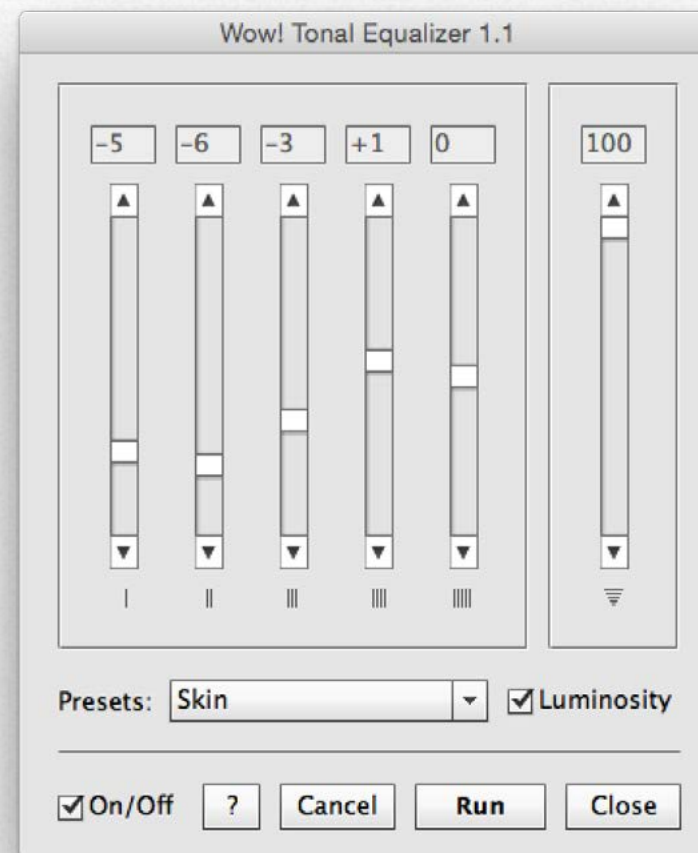 Wow! Tonal Equalizer 1.1
-5 -6 -3 +1 0 100
Presets: Skin Luminosity
On/Off ? Cancel Run Close